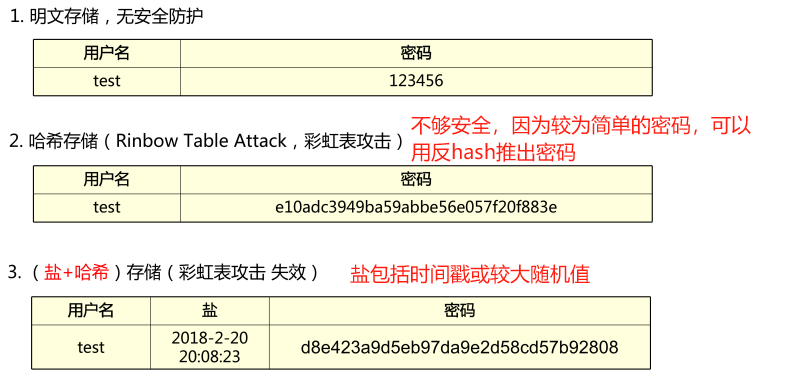 1. 明文存储，无安全防护
用户名 密码
test 123456
2. 哈希存储（Rinbow Table Attack，彩虹表攻击）
不够安全，因为较为简单的密码，可以
用反hash推出密码
用户名 密码
test e10adc3949ba59abbe56e057f20f883e
3. （盐+哈希）存储（彩虹表攻击 失效） 盐包括时间戳或较大随机值
用户名 盐 密码
test 2018-2-20
20:08:23 d8e423a9d5eb97da9e2d58cd57b92808